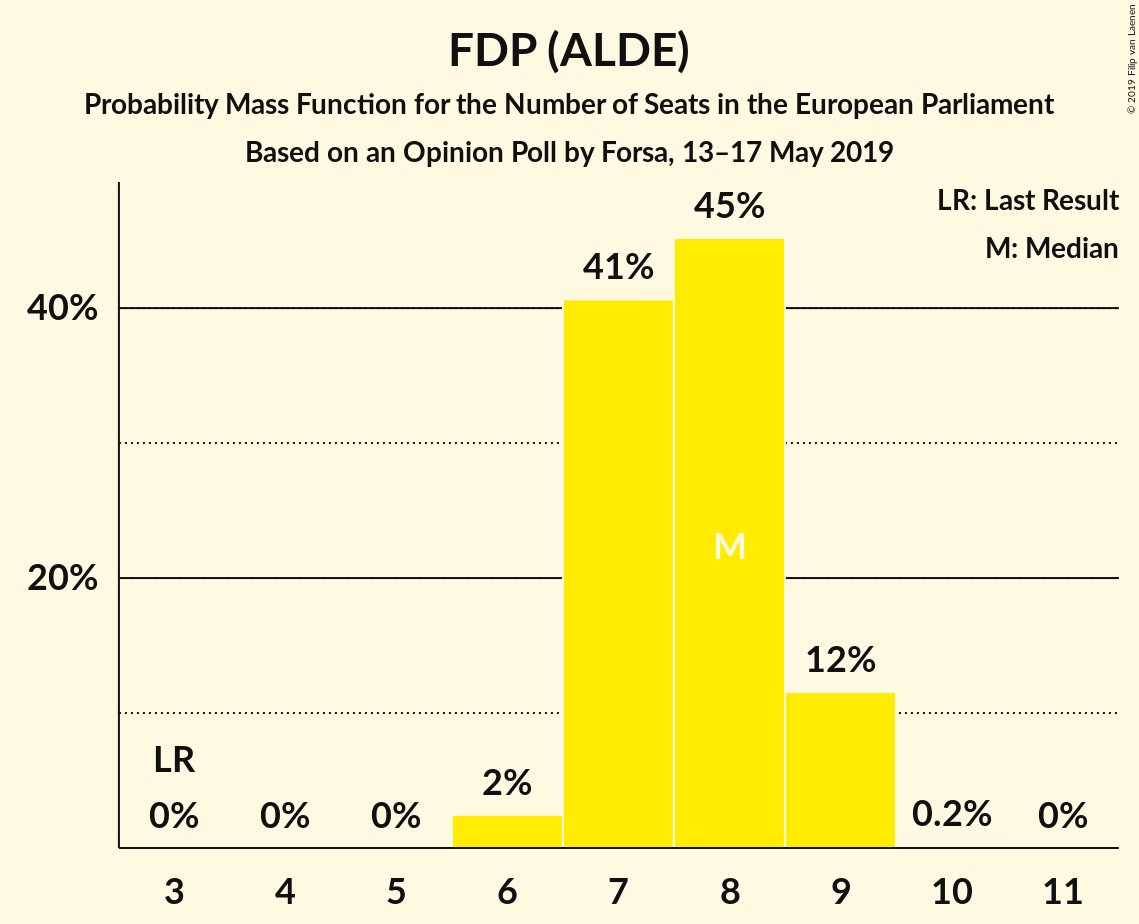 FDP (ALDE)
Probability Mass Function for the Number of Seats in the European Parliament
Based on an Opinion Poll by Forsa, 13–17 May 2019
© 2019 Filip van Laenen
LR: Last Result
M: Median
45%
41%
40%
M
20%
12%
LR
2%
0% 0% 0% 0.2% 0%
3 4 5 6 7 8 9 10 11